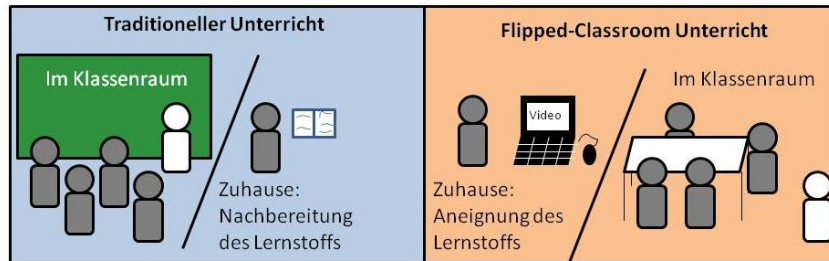 Traditioneller Unterricht
Im Klassenraum
Zuhause:
Nachbereitung
des Lernstoffs
Flipped-Classroom Unterricht
Video
Zuhause:
Aneignung des
Lernstoffs
Im Klassenraum